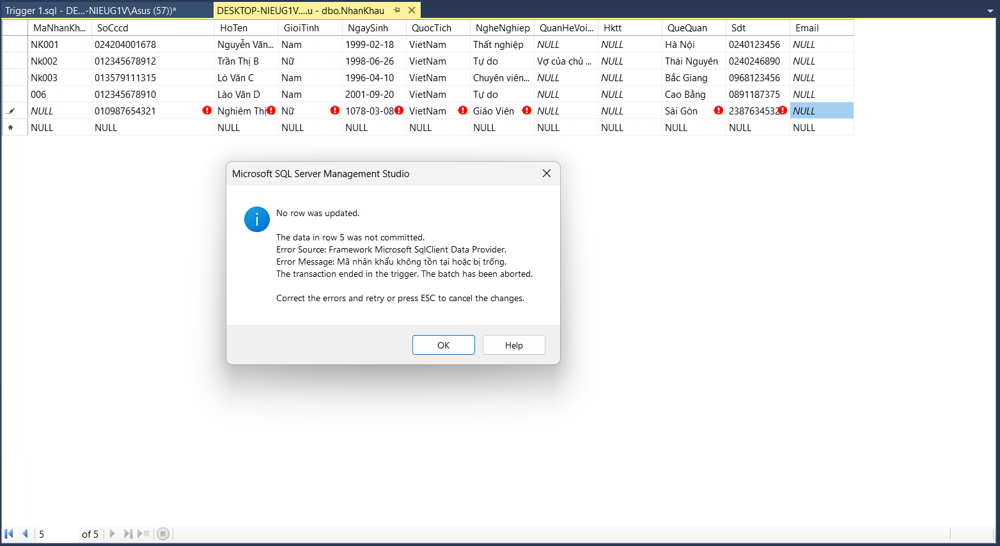 Trigger 1.sql - DE...-NIEUG1V\Asus (57))* DESKTOP-NIEUG1V....u - dbo.NhanKhau
MaNhanKh... SoCccd HoTen GioiTinh NgaySinh QuocTich NgheNghiep QuanHeVoi... Hktt QueQuan Sdt Email
NK001 024204001678 Nguyễn Văn... Nam 1999-02-18 VietNam Thất nghiệp NULL NULL Hà Nội 0240123456 NULL
Nk002 012345678912 Trần Thị B Nữ 1998-06-26 VietNam Tự do Vợ của chủ ... NULL Thái Nguyên 0240246890 NULL
Nk003 013579111315 Lò Văn C Nam 1996-04-10 VietNam Chuyên viên... NULL NULL Bắc Giang 0968123456 NULL
006 012345678910 Lào Văn D Nam 2001-09-20 VietNam Tự do NULL NULL Cao Bằng 0891187375 NULL
NULL 010987654321 Nghiêm Thị Nữ 1078-03-08 VietNam Giáo Viên NULL NULL Sài Gòn 2387634532 NULL
NULL NULL NULL NULL NULL NULL NULL NULL NULL NULL NULL NULL
Microsoft SQL Server Management Studio
No row was updated.
The data in row 5 was not committed.
Error Source: Framework Microsoft SqlClient Data Provider.
Error Message: Mã nhân khẩu không tồn tại hoặc bị trống.
The transaction ended in the trigger. The batch has been aborted.
Correct the errors and retry or press ESC to cancel the changes.
OK Help
5 of 5